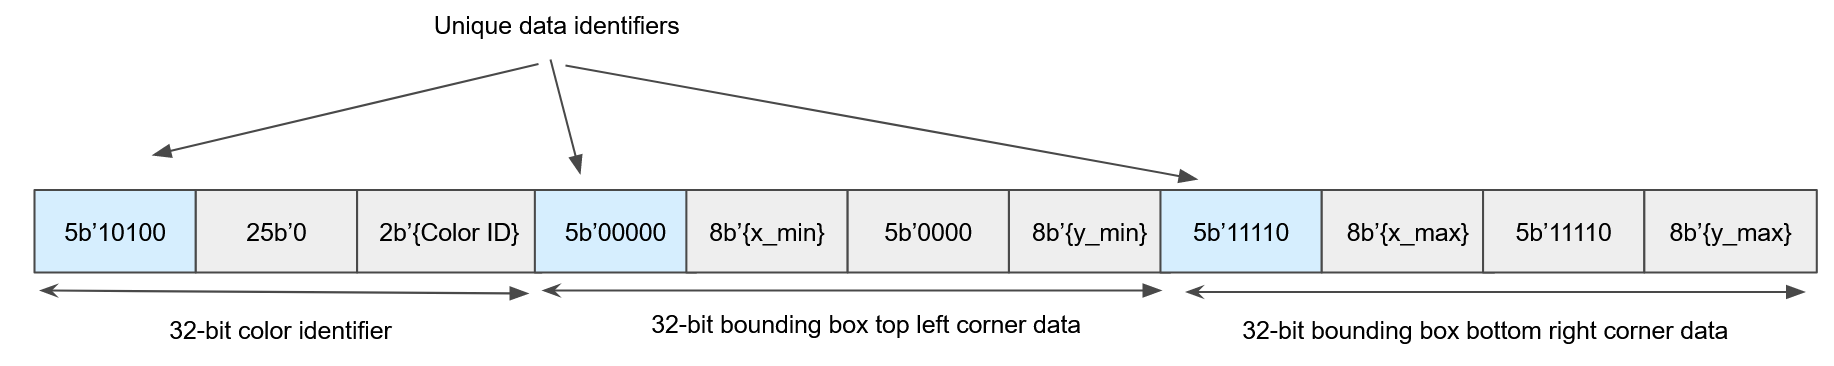 Unique data identifiers
5b’10100 25b’0 2b’{Color ID} 5b’00000 8b’{x_min} 5b’0000 8b’{y_min} 5b’11110 8b’{x_max} 5b’11110 8b’{y_max}
32-bit color identifier 32-bit bounding box top left corner data 32-bit bounding box bottom right corner data